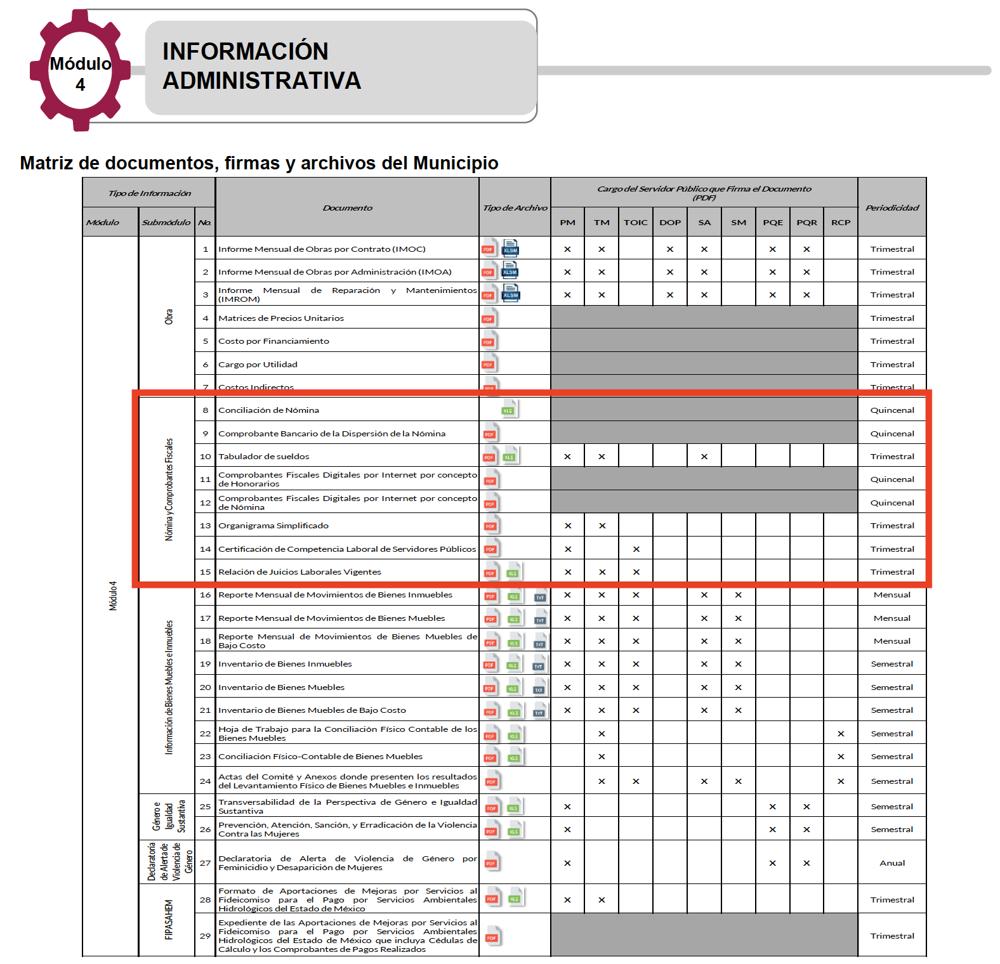 Módulo
4
INFORMACIÓN
ADMINISTRATIVA
Matriz de documentos, firmas y archivos del Municipio
Tipo de Información
Documento
Tipo de Archivo
Cargo del Servidor Público que Firma el Documento
(PDF)
Periodicidad
Módulo Submódulo No. PM TM TOIC DOP SA SM PQE PQR RCP
Módulo 4
Obra
1 Informe Mensual de Obras por Contrato (IMOC) PDF XLSM X X X X X X Trimestral
2 Informe Mensual de Obras por Administración (IMOA) PDF XLSM X X X X X X Trimestral
3 Informe Mensual de Reparación y Mantenimientos
(IMROM) PDF XLSM X X X X X X Trimestral
4 Matrices de Precios Unitarios PDF Trimestral
5 Costo por Financiamiento PDF Trimestral
6 Cargo por Utilidad PDF Trimestral
7 Costos Indirectos PDF Trimestral
Nómina y Comprobantes Fiscales
8 Conciliación de Nómina XLS Quincenal
9 Comprobante Bancario de la Dispersión de la Nómina PDF Quincenal
10 Tabulador de sueldos PDF XLS X X X Trimestral
11 Comprobantes Fiscales Digitales por Internet por concepto
de Honorarios PDF Quincenal
12 Comprobantes Fiscales Digitales por Internet por concepto
de Nómina PDF Quincenal
13 Organigrama Simplificado PDF X X Trimestral
14 Certificación de Competencia Laboral de Servidores Públicos PDF X X Trimestral
15 Relación de Juicios Laborales Vigentes PDF XLS X X X Trimestral
Información de Bienes Muebles e Inmuebles
16 Reporte Mensual de Movimientos de Bienes Inmuebles PDF XLS TXT X X X X X Mensual
17 Reporte Mensual de Movimientos de Bienes Muebles PDF XLS TXT X X X X X Mensual
18 Reporte Mensual de Movimientos de Bienes Muebles de
Bajo Costo PDF XLS TXT X X X X X Mensual
19 Inventario de Bienes Inmuebles PDF XLS TXT X X X X X Semestral
20 Inventario de Bienes Muebles PDF XLS TXT X X X X X Semestral
21 Inventario de Bienes Muebles de Bajo Costo PDF XLS TXT X X X X X Semestral
22 Hoja de Trabajo para la Conciliación Físico Contable de los
Bienes Muebles PDF XLS X X Semestral
23 Conciliación Físico-Contable de Bienes Muebles PDF XLS X X Semestral
24 Actas del Comité y Anexos donde presenten los resultados
del Levantamiento Físico de Bienes Muebles e Inmuebles PDF X X X X X Semestral
Género e
Igualdad
Sustantiva
25 Transversabilidad de la Perspectiva de Género e Igualdad
Sustantiva PDF XLS X X X Semestral
26 Prevención, Atención, Sanción, y Erradicación de la Violencia
Contra las Mujeres PDF XLS X X X Semestral
Declaratoría
de Alerta de
Violencia de
Género
27 Declaratoria de Alerta de Violencia de Género por
Feminicidio y Desaparición de Mujeres PDF X X X Anual
FIPASAHEM
28 Formato de Aportaciones de Mejoras por Servicios al
Fideicomiso para el Pago por Servicios Ambientales
Hidrológicos del Estado de México PDF XLS X X Trimestral
29 Expediente de las Aportaciones de Mejoras por Servicios al
Fideicomiso para el Pago por Servicios Ambientales
Hidrológicos del Estado de México que incluya Cédulas de
Cálculo y los Comprobantes de Pagos Realizados PDF Trimestral